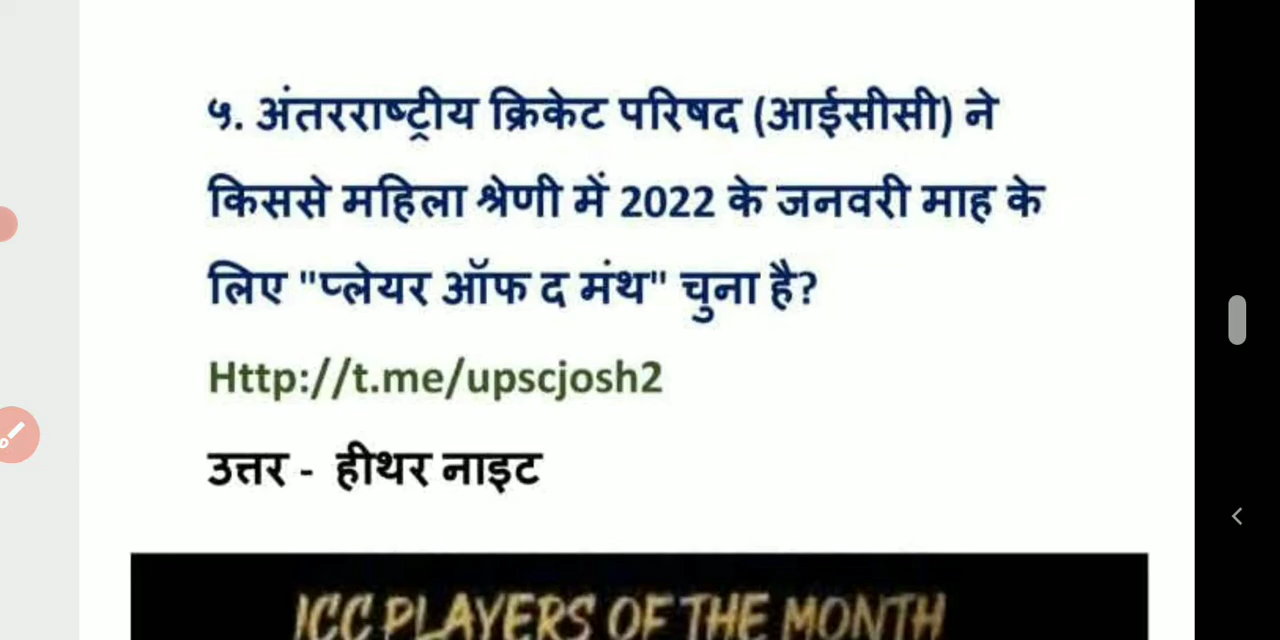 ५. अंतरराष्ट्रीय क्रिकेट परिषद (आईसीसी) ने
किससे महिला श्रेणी में 2022 के जनवरी माह के
लिए "प्लेयर ऑफ द मंथ" चुना है?
Http://t.me/upscjosh2
उत्तर - हीथर नाइट
ICC PLAYERS OF THE MONTH